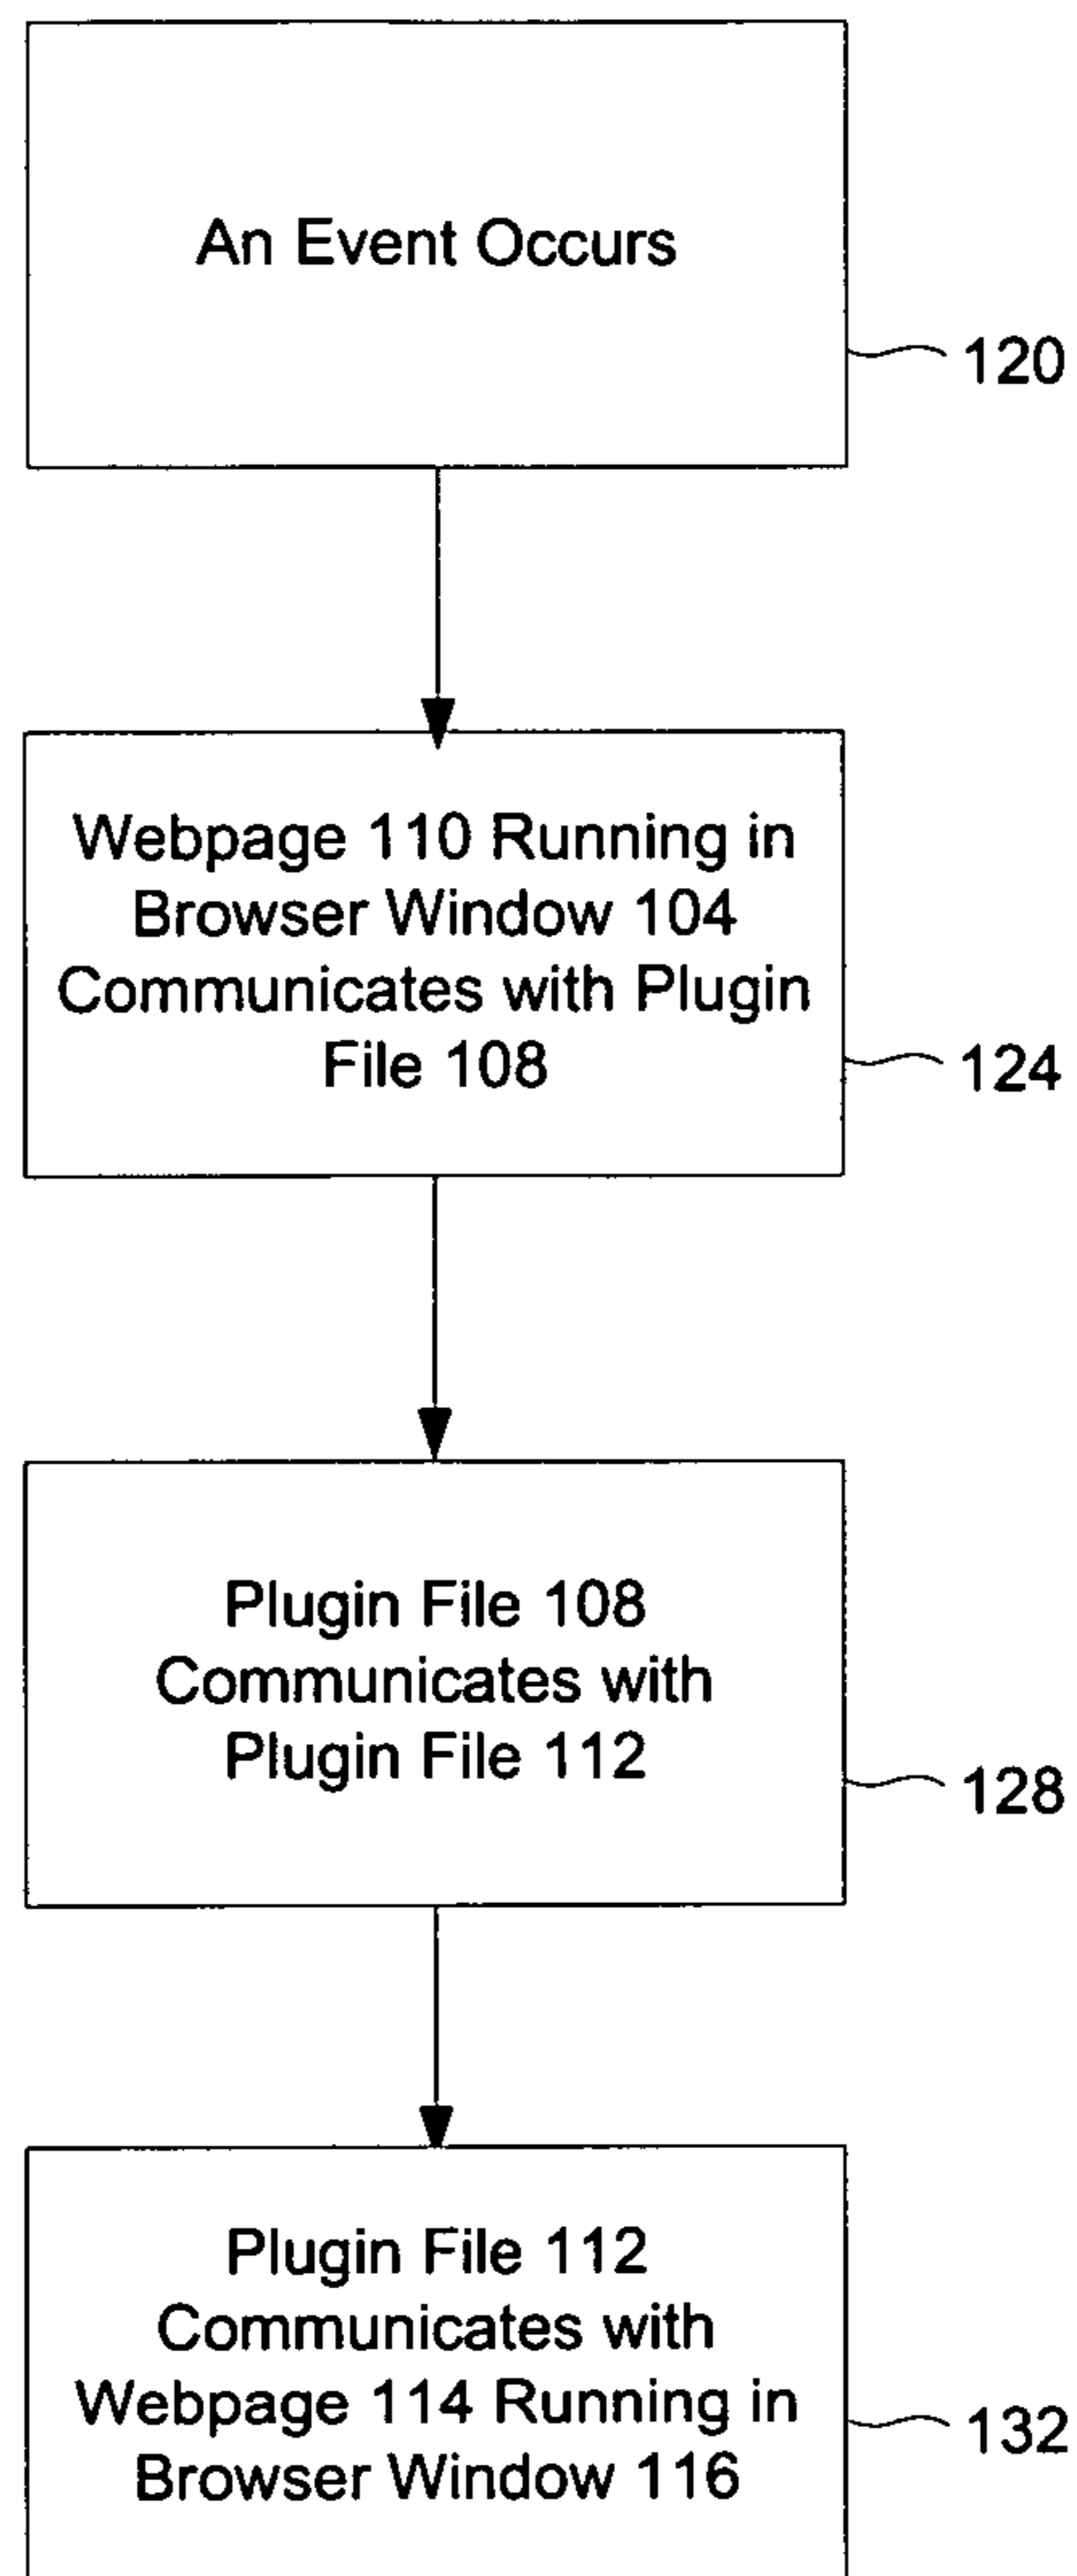 An Event Occurs
120
Webpage 110 Running in
Browser Window 104
Communicates with Plugin
File 108
124
Plugin File 108
Communicates with
Plugin File 112
128
Plugin File 112
Communicates with
Webpage 114 Running in
Browser Window 116
132